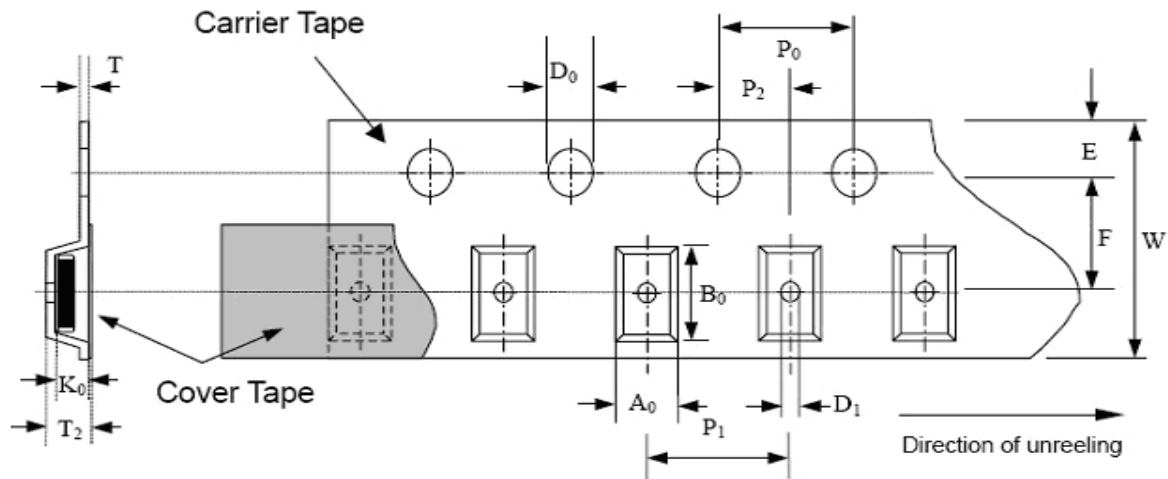 Carrier Tape
T
D₀
P₀
P₂
E
F
W
B₀
K₀
Cover Tape
A₀
D₁
T₂
P₁
Direction of unreeling